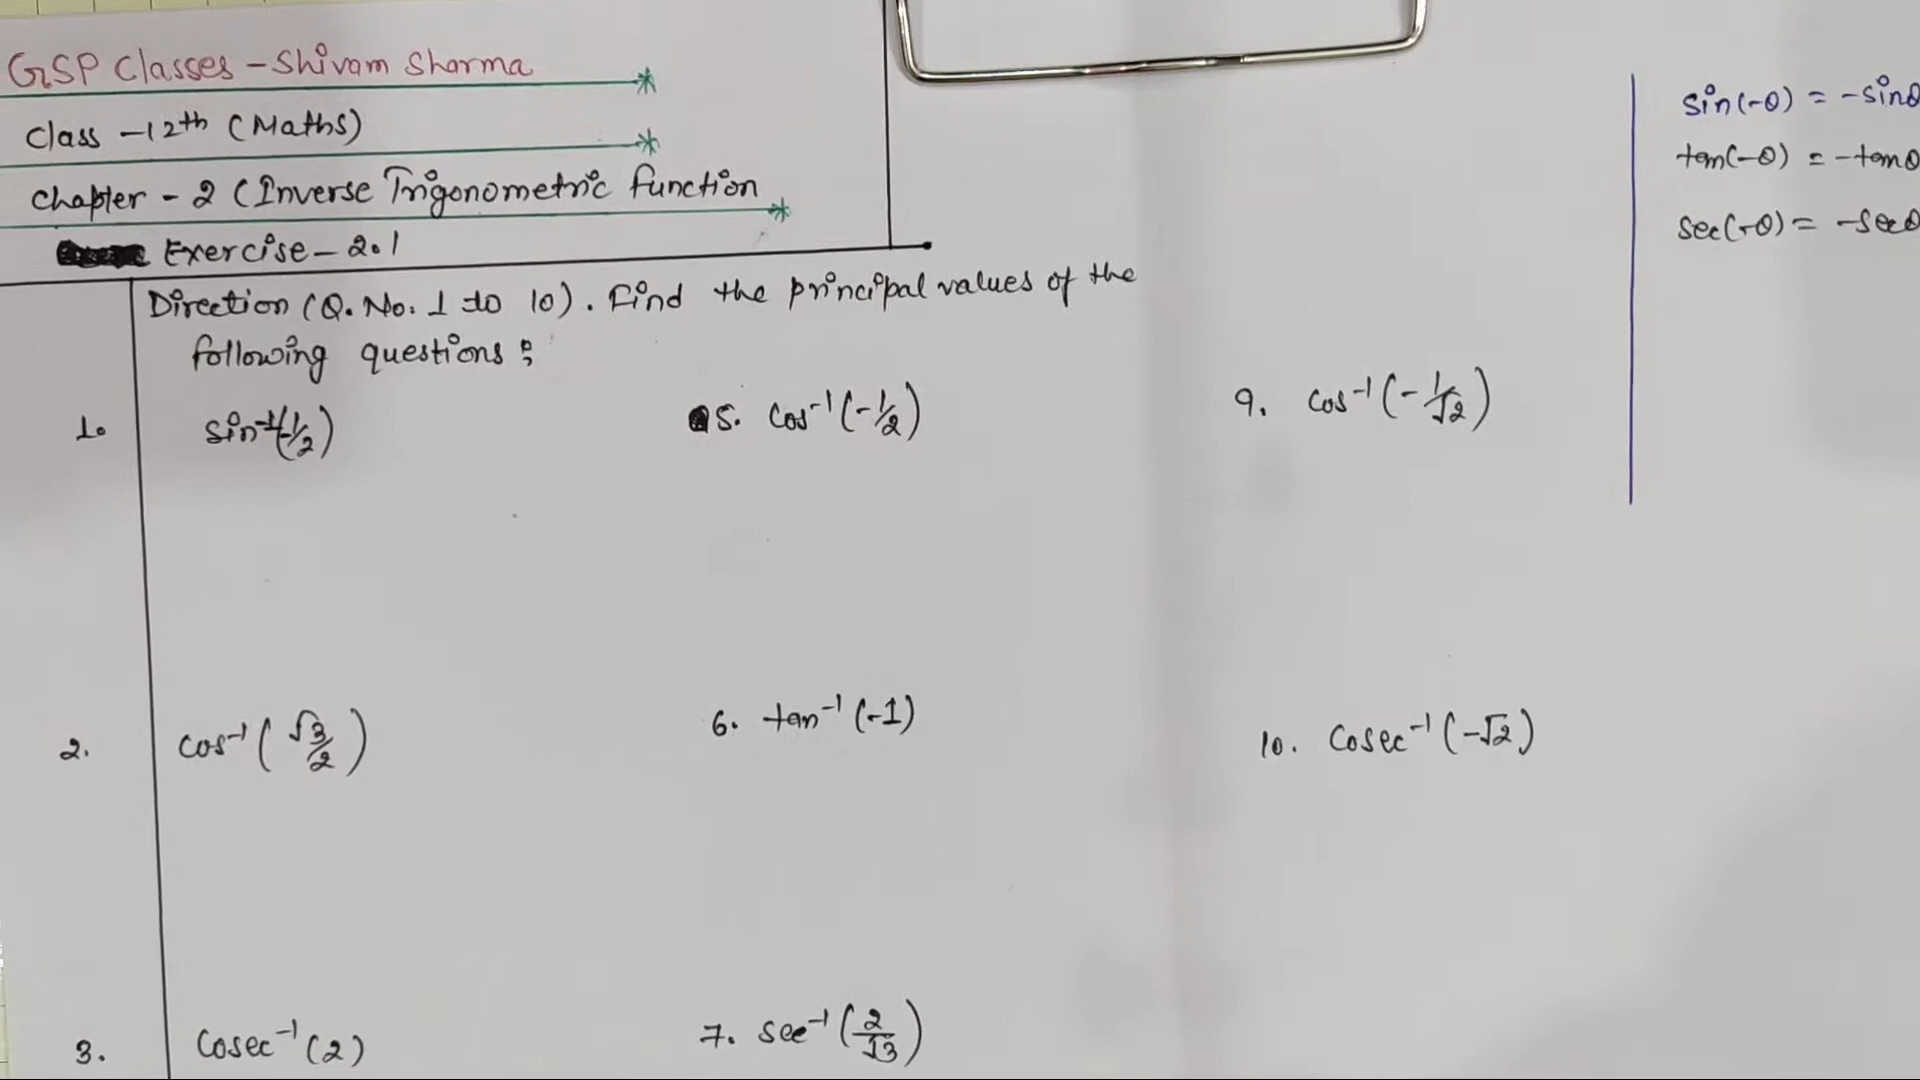 GSP Classes - Shivam Sharma
Class - 12th (Maths)
Chapter - 2 (Inverse Trigonometric function
Exercise - 2.1
Direction (Q. No. 1 to 10). Find the principal values of the
following questions :
1. sin⁻¹(-1/2)
5. cos⁻¹(-1/2)
9. cos⁻¹(-1/√2)
2. cos⁻¹(√3/2)
6. tan⁻¹(-1)
10. Cosec⁻¹(-√2)
3. Cosec⁻¹(2)
7. sec⁻¹(2/√3)
sin(-θ) = -sinθ
tan(-θ) = -tanθ
sec(-θ) = -secθ